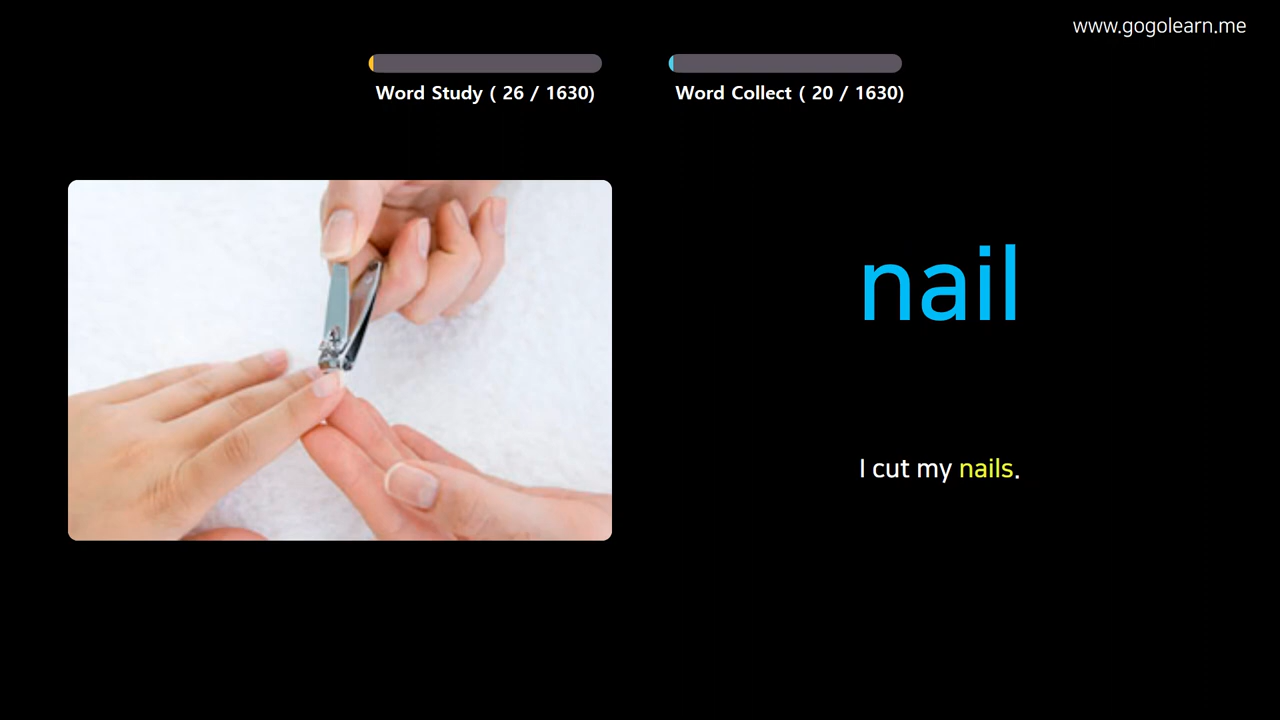 www.gogolearn.me
Word Study ( 26 / 1630)
Word Collect ( 20 / 1630)
nail
I cut my nails.